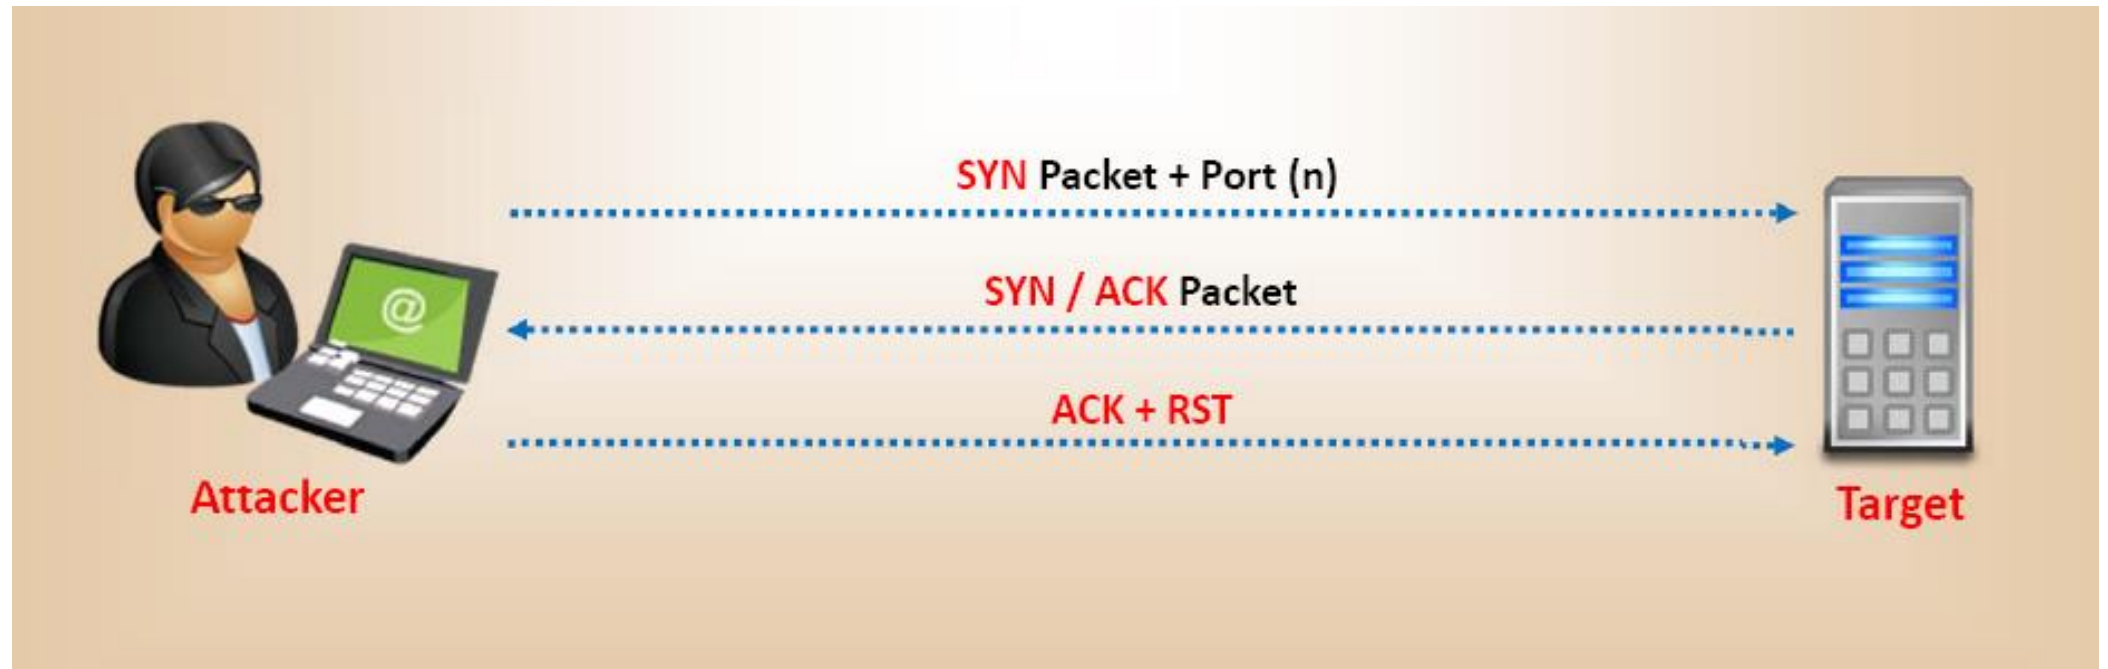 SYN Packet + Port (n)
SYN / ACK Packet
@
ACK + RST
Attacker
Target